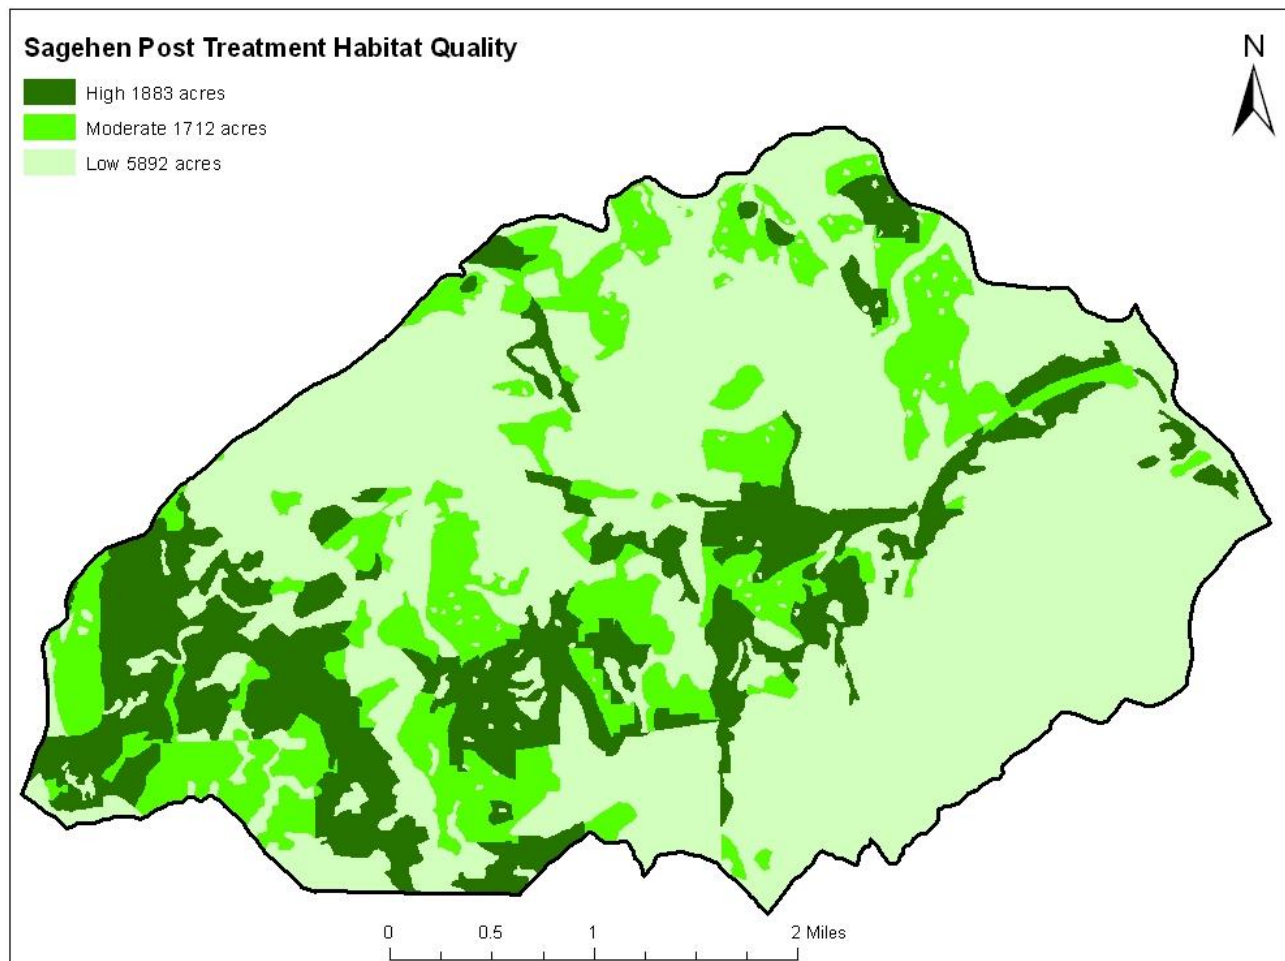 Sagehen Post Treatment Habitat Quality
High 1883 acres
Moderate 1712 acres
Low 5892 acres
N
0 0.5 1 2 Miles